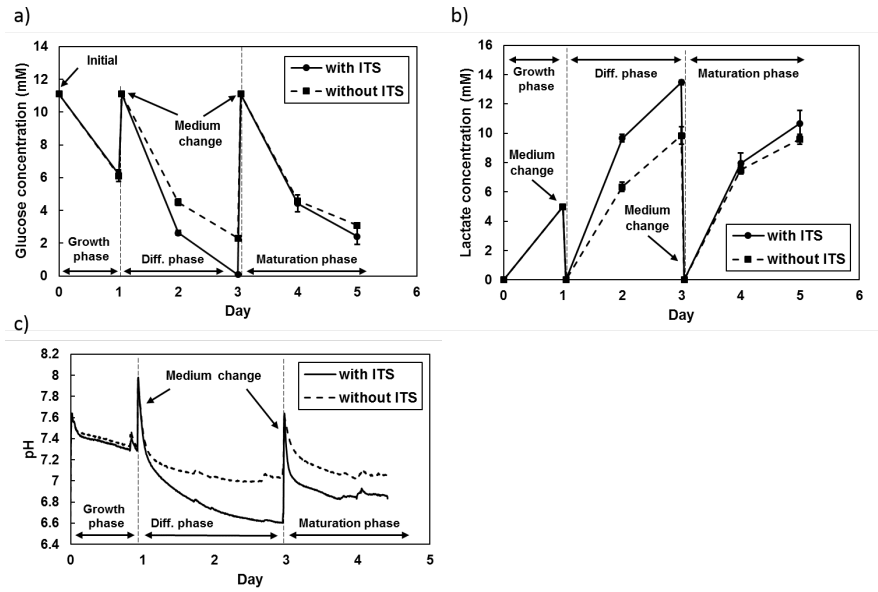 a)
14
12
10
8
6
4
2
0
Glucose concentration (mM)
Initial
with ITS
without ITS
Medium
change
Growth
phase
Diff. phase
Maturation phase
0 1 2 3 4 5 6
Day
b)
16
14
12
10
8
6
4
2
0
Lactate concentration (mM)
Growth
phase
Diff. phase
Maturation phase
Medium
change
Medium
change
with ITS
without ITS
0 1 2 3 4 5 6
Day
c)
8.2
8
7.8
7.6
7.4
7.2
7
6.8
6.6
6.4
pH
Medium change
with ITS
without ITS
Growth
phase
Diff. phase
Maturation phase
0 1 2 3 4 5
Day